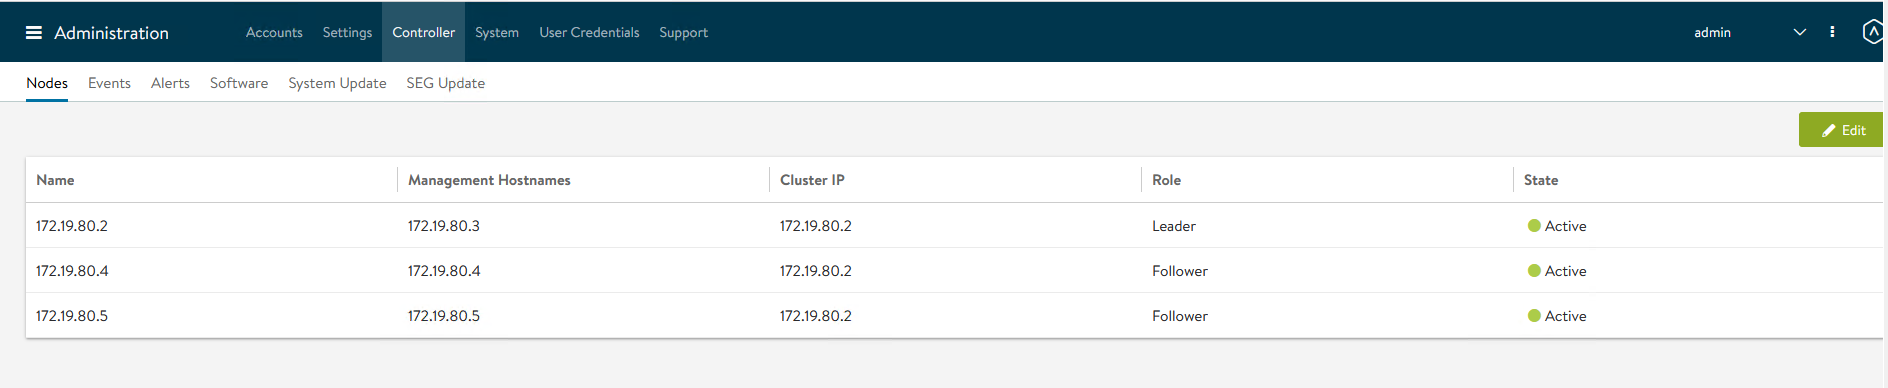 Administration Accounts Settings Controller System User Credentials Support admin
Nodes Events Alerts Software System Update SEG Update
Edit
Name Management Hostnames Cluster IP Role State
172.19.80.2 172.19.80.3 172.19.80.2 Leader Active
172.19.80.4 172.19.80.4 172.19.80.2 Follower Active
172.19.80.5 172.19.80.5 172.19.80.2 Follower Active